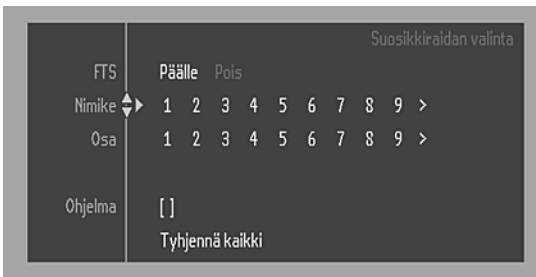 Suosikkiraidan valinta
FTS Päälle Pois
Nimike 1 2 3 4 5 6 7 8 9 >
Osa 1 2 3 4 5 6 7 8 9 >
Ohjelma [ ]
Tyhjennä kaikki